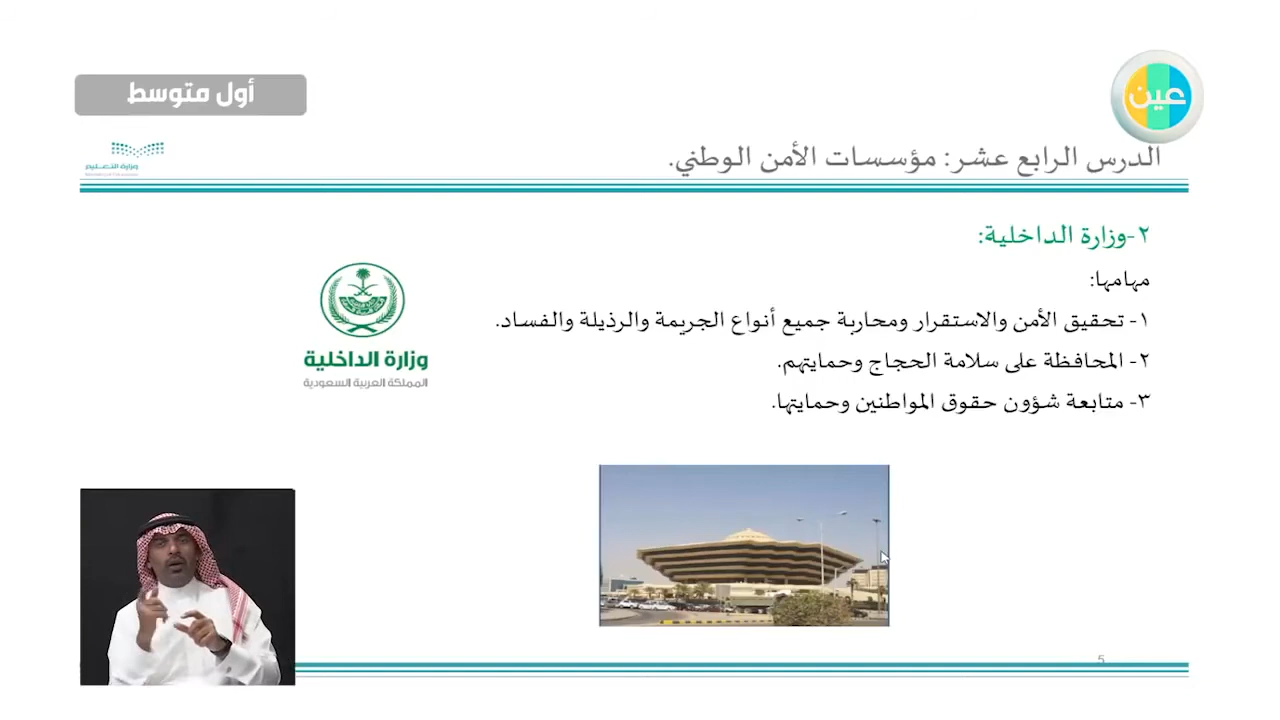 أول متوسط
عين
وزارة التعليم
الدرس الرابع عشر: مؤسسات الأمن الوطني.
٢-وزارة الداخلية:
مهامها:
١- تحقيق الأمن والاستقرار ومحاربة جميع أنواع الجريمة والرذيلة والفساد.
٢- المحافظة على سلامة الحجاج وحمايتهم.
٣- متابعة شؤون حقوق المواطنين وحمايتها.
وزارة الداخلية
المملكة العربية السعودية
5